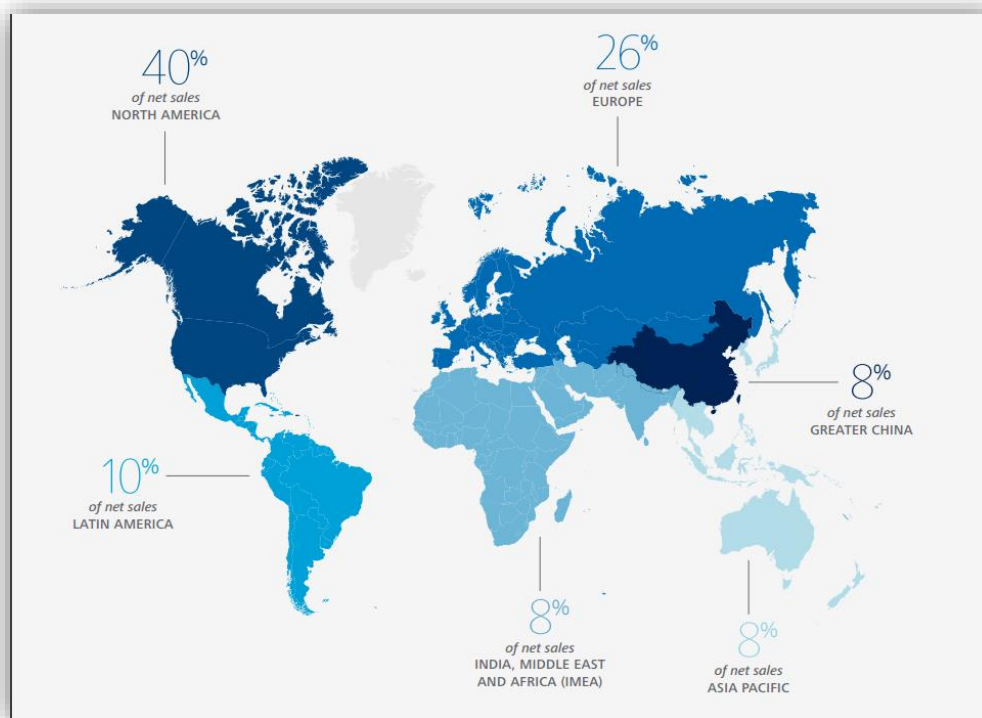 40%
of net sales
NORTH AMERICA
26%
of net sales
EUROPE
8%
of net sales
GREATER CHINA
10%
of net sales
LATIN AMERICA
8%
of net sales
INDIA, MIDDLE EAST
AND AFRICA (IMEA)
8%
of net sales
ASIA PACIFIC